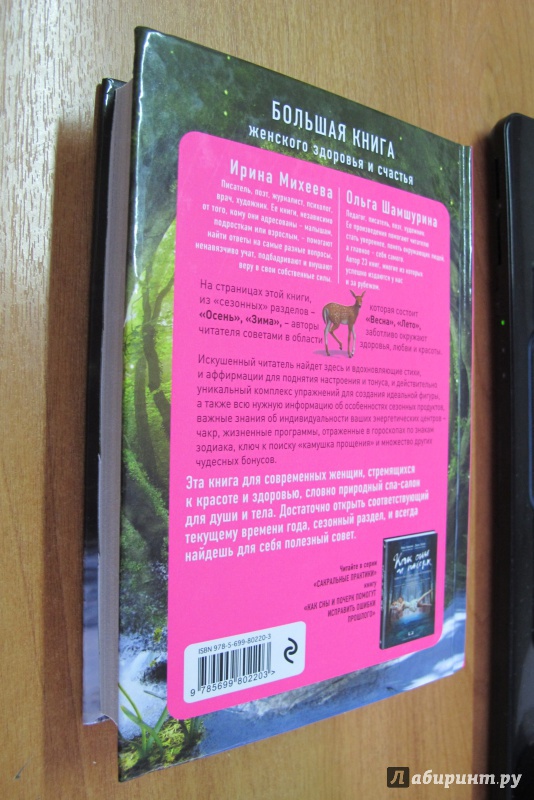 БОЛЬШАЯ КНИГА
женского здоровья и счастья
Ирина Михеева
Писатель, поэт, журналист, психолог,
врач, художник. Ее книги, независимо
от того, кому они адресованы – малышам,
подросткам или взрослым, – помогают
найти ответы на самые разные вопросы,
ненавязчиво учат, подбадривают и внушают
веру в свои собственные силы.
Ольга Шамшурина
Педагог, писатель, поэт, художник.
Ее произведения помогают читателю
стать увереннее, понять окружающих людей,
а главное – себя самого.
Автор 23 книг, многие из которых
успешно издаются у нас
и за рубежом.
На страницах этой книги, которая состоит
из «сезонных» разделов – «Весна», «Лето»,
«Осень», «Зима», – авторы заботливо окружают
читателя советами в области здоровья, любви и красоты.
Искушенный читатель найдет здесь и вдохновляющие стихи,
и аффирмации для поднятия настроения и тонуса, и действительно
уникальный комплекс упражнений для создания идеальной фигуры,
а также всю нужную информацию об особенностях сезонных продуктов,
важные знания об индивидуальности ваших энергетических центров –
чакр, жизненные программы, отраженные в гороскопах по знакам
зодиака, ключ к поиску «камушка прощения» и множество других
чудесных бонусов.
Эта книга для современных женщин, стремящихся
к красоте и здоровью, словно природный спа-салон
для души и тела. Достаточно открыть соответствующий
текущему времени года, сезонный раздел, и всегда
найдешь для себя полезный совет.
Читайте в серии
«САКРАЛЬНЫЕ ПРАКТИКИ»
книгу
«КАК СНЫ И ПОЧЕРК ПОМОГУТ
ИСПРАВИТЬ ОШИБКИ
ПРОШЛОГО»
Как сны
и почерк
ISBN 978-5-699-80220-3
9 785699 802203 >
Лабиринт.ру